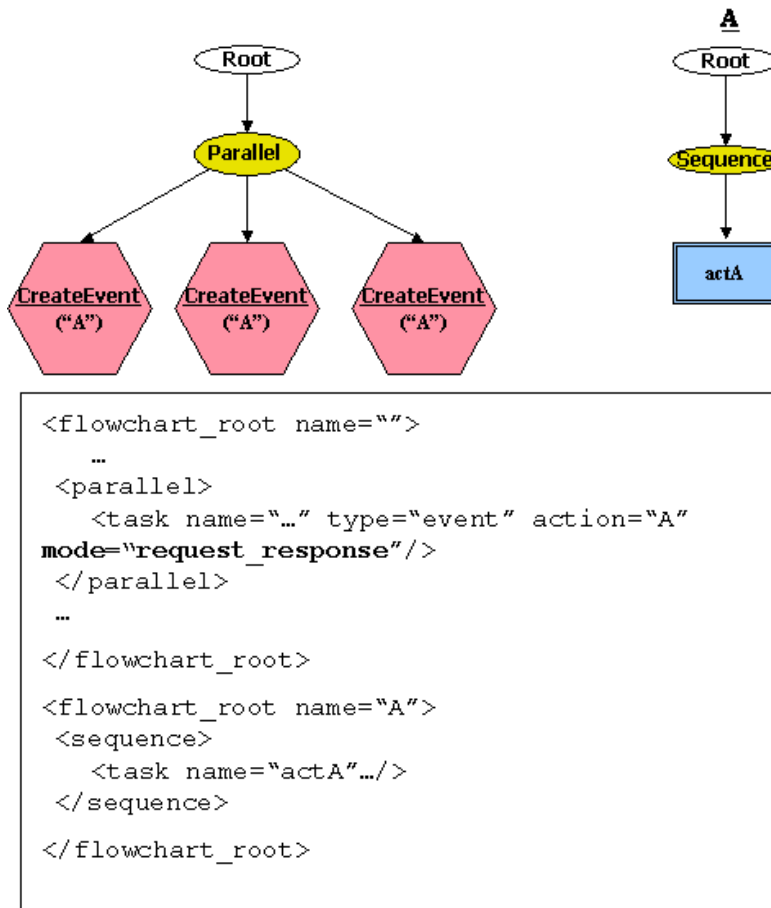 A
Root
Root
Parallel
Sequence
CreateEvent
(“A”)
CreateEvent
(“A”)
CreateEvent
(“A”)
actA
<flowchart_root name=“”>
…
<parallel>
<task name=“…” type=“event” action=“A”
mode=“request_response”/>
</parallel>
…
</flowchart_root>
<flowchart_root name=“A”>
<sequence>
<task name=“actA”…/>
</sequence>
</flowchart_root>